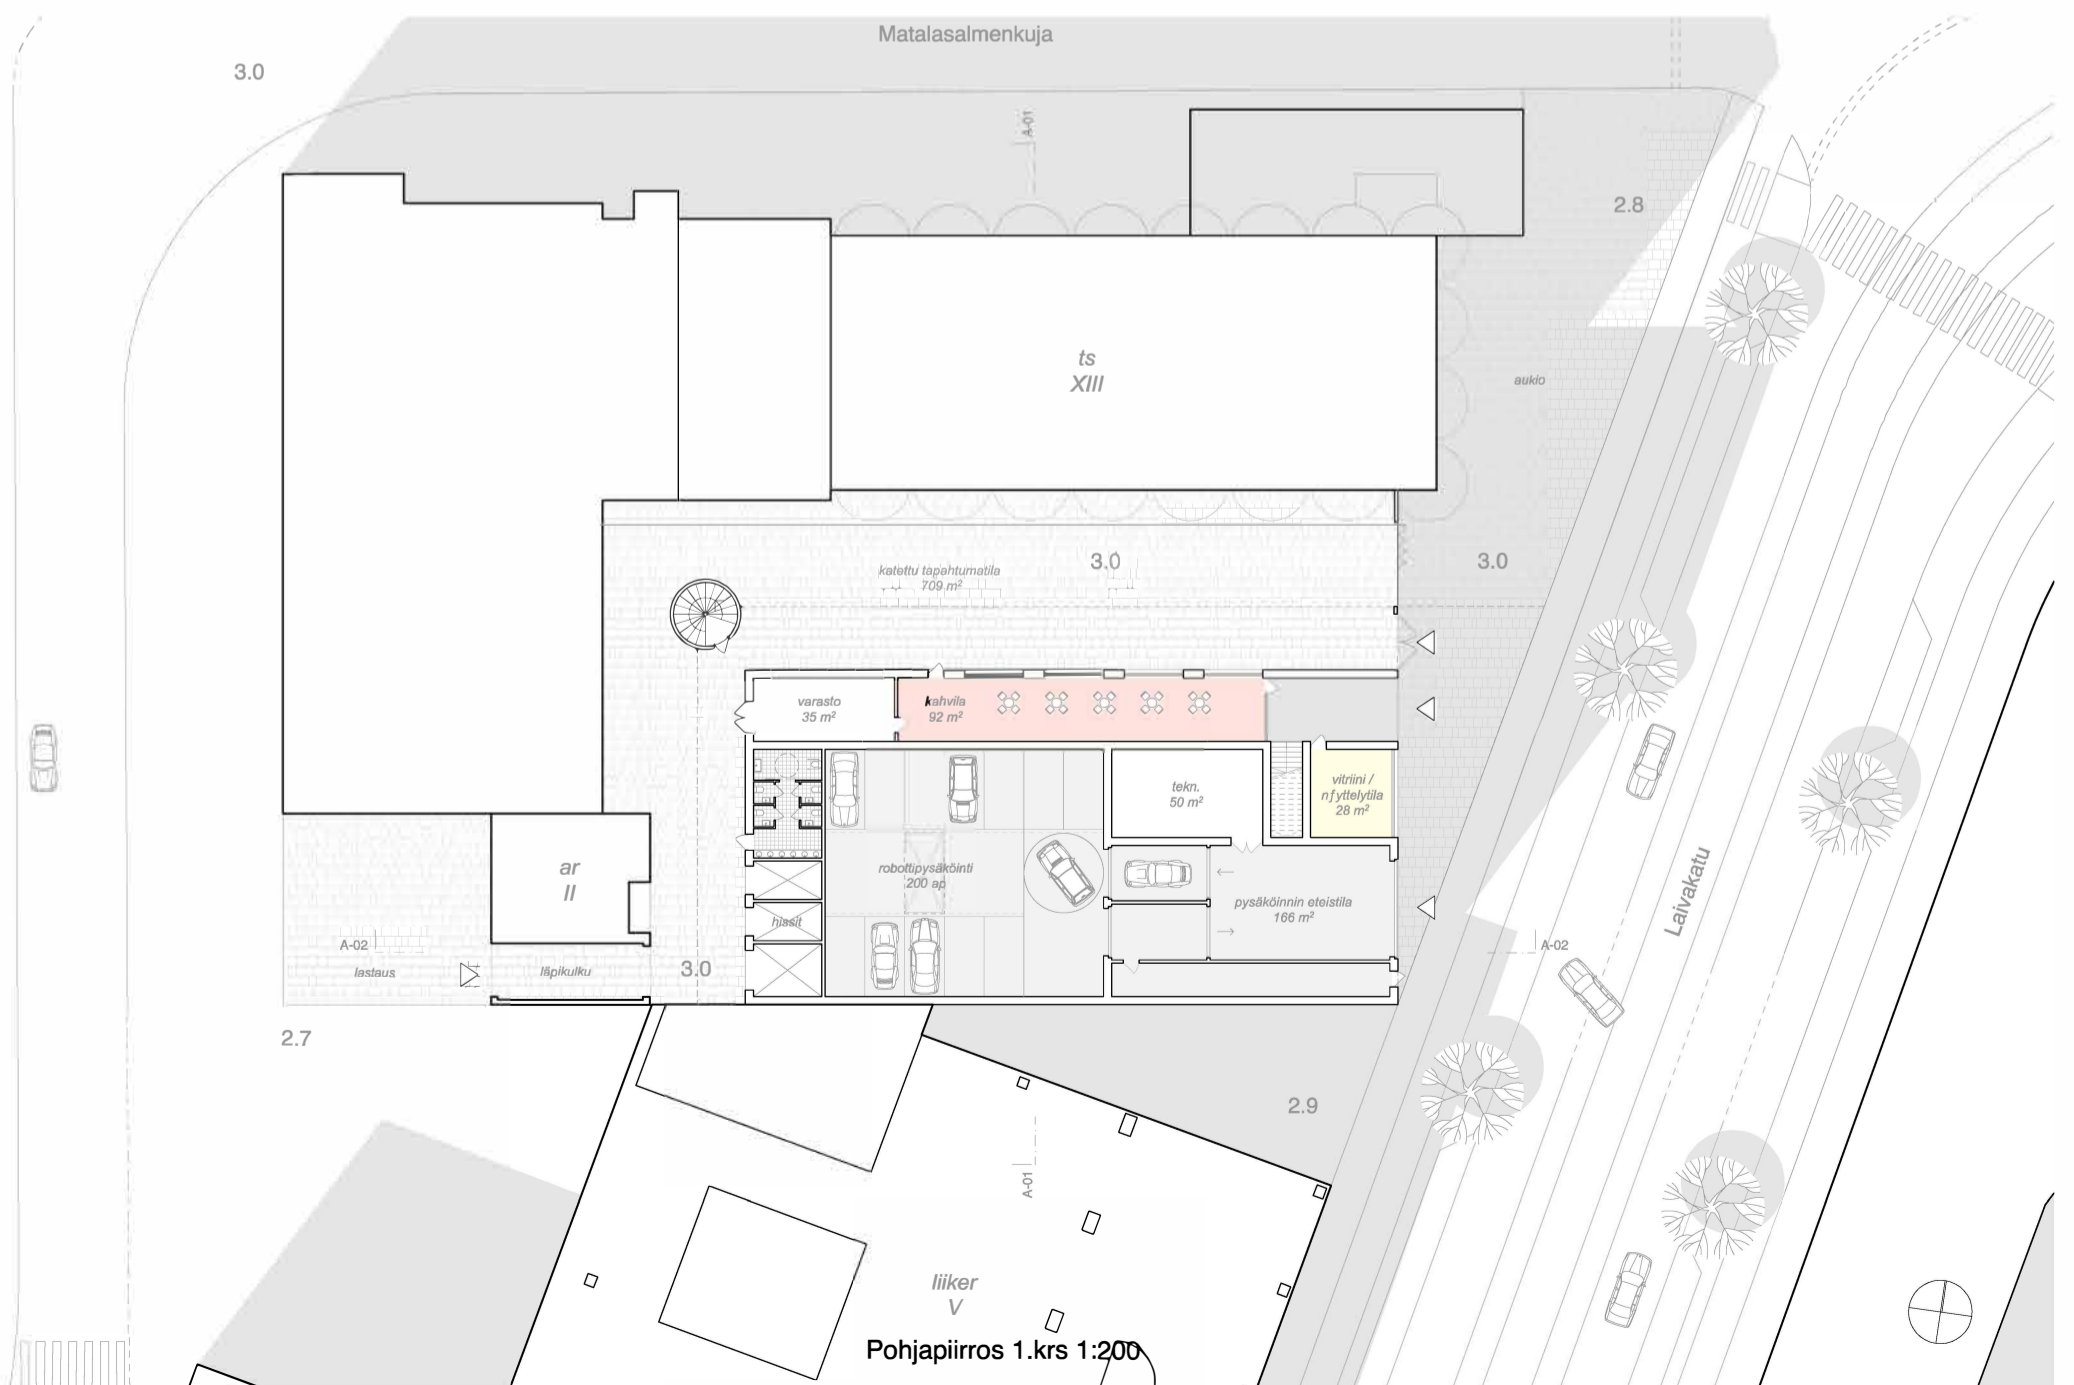 Matalasalmenkuja
3.0
A-01
2.8
ts
XIII
aukio
3.0
3.0
katettu tapahtumatila
709 m²
varasto
35 m²
kahvila
92 m²
tekn.
50 m²
vitriini /
28 m²
robottipysäköinti
200 ap
pysäköinnin eteistila
166 m²
hissit
ar
II
Laivakatu
A-02
A-02
lastaus
läpikulku
3.0
2.7
2.9
A-01
liiker
V
Pohjapiirros 1.krs 1:200